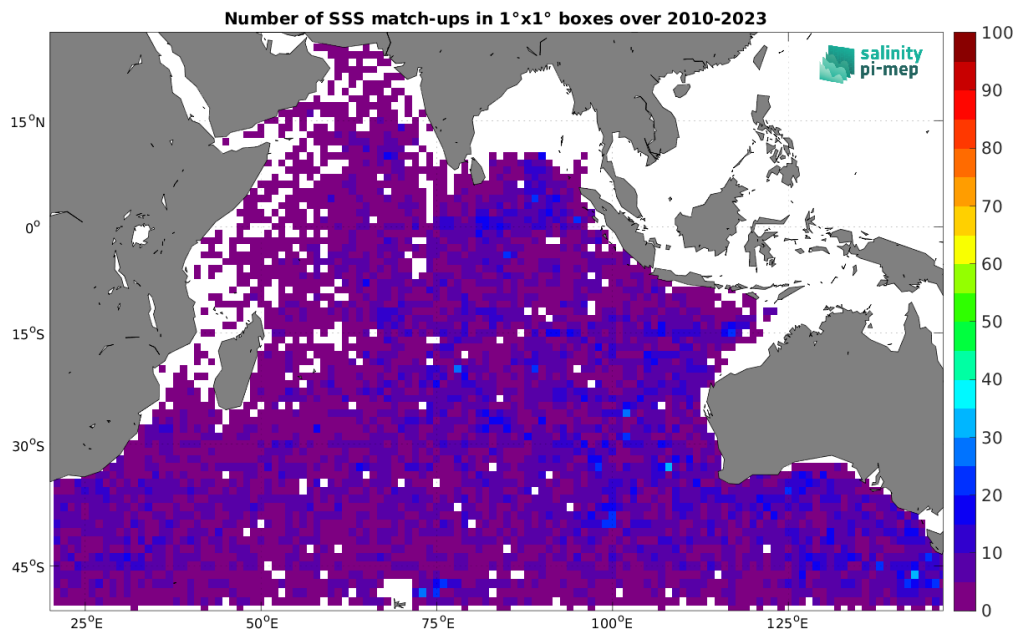 Number of SSS match-ups in 1°x1° boxes over 2010-2023
salinity
pi-mep
15°N
0°
15°S
30°S
45°S
25°E
50°E
75°E
100°E
125°E
100
90
80
70
60
50
40
30
20
10
0